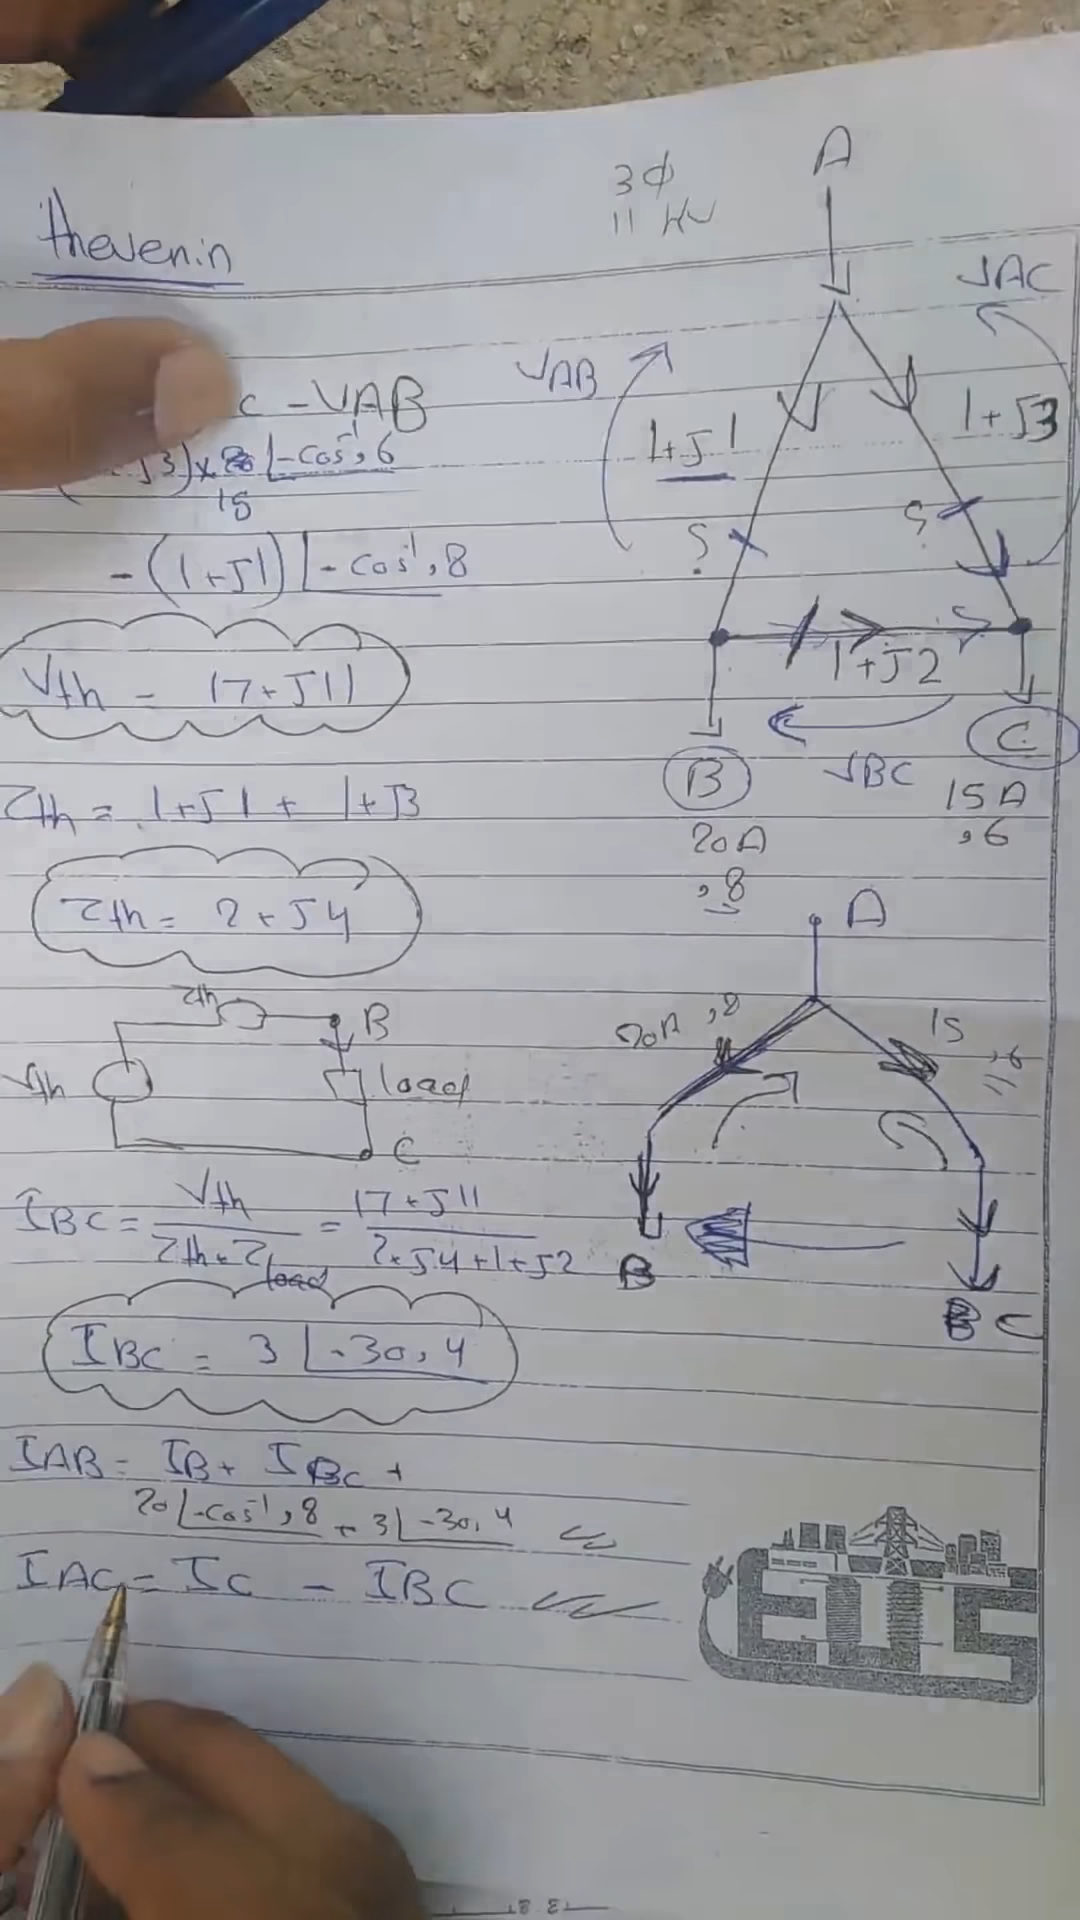 thevenin
3Φ
11 KV
A
VAC
VAB
1+J1
1+J3
?
?
1+J2
VBC
B
20A
,8
C
15A
,6
c - VAB
J3)x
15
|-cos⁻¹,6
-(1+J1) |-cos⁻¹,8
Vth = 17+J11
Zth = 1+J1 + 1+J3
Zth = 2+J4
Zth
B
Vth
load
C
A
20A ,8
15
,6
B
C
IBC = Vth / Zth+Zload = 17+J11 / 2+J4+1+J2
IBC = 3 |-30,4
IAB = IB + IBC +
20 |-cos⁻¹,8 + 3 |-30,4
IAC = IC - IBC
EUS